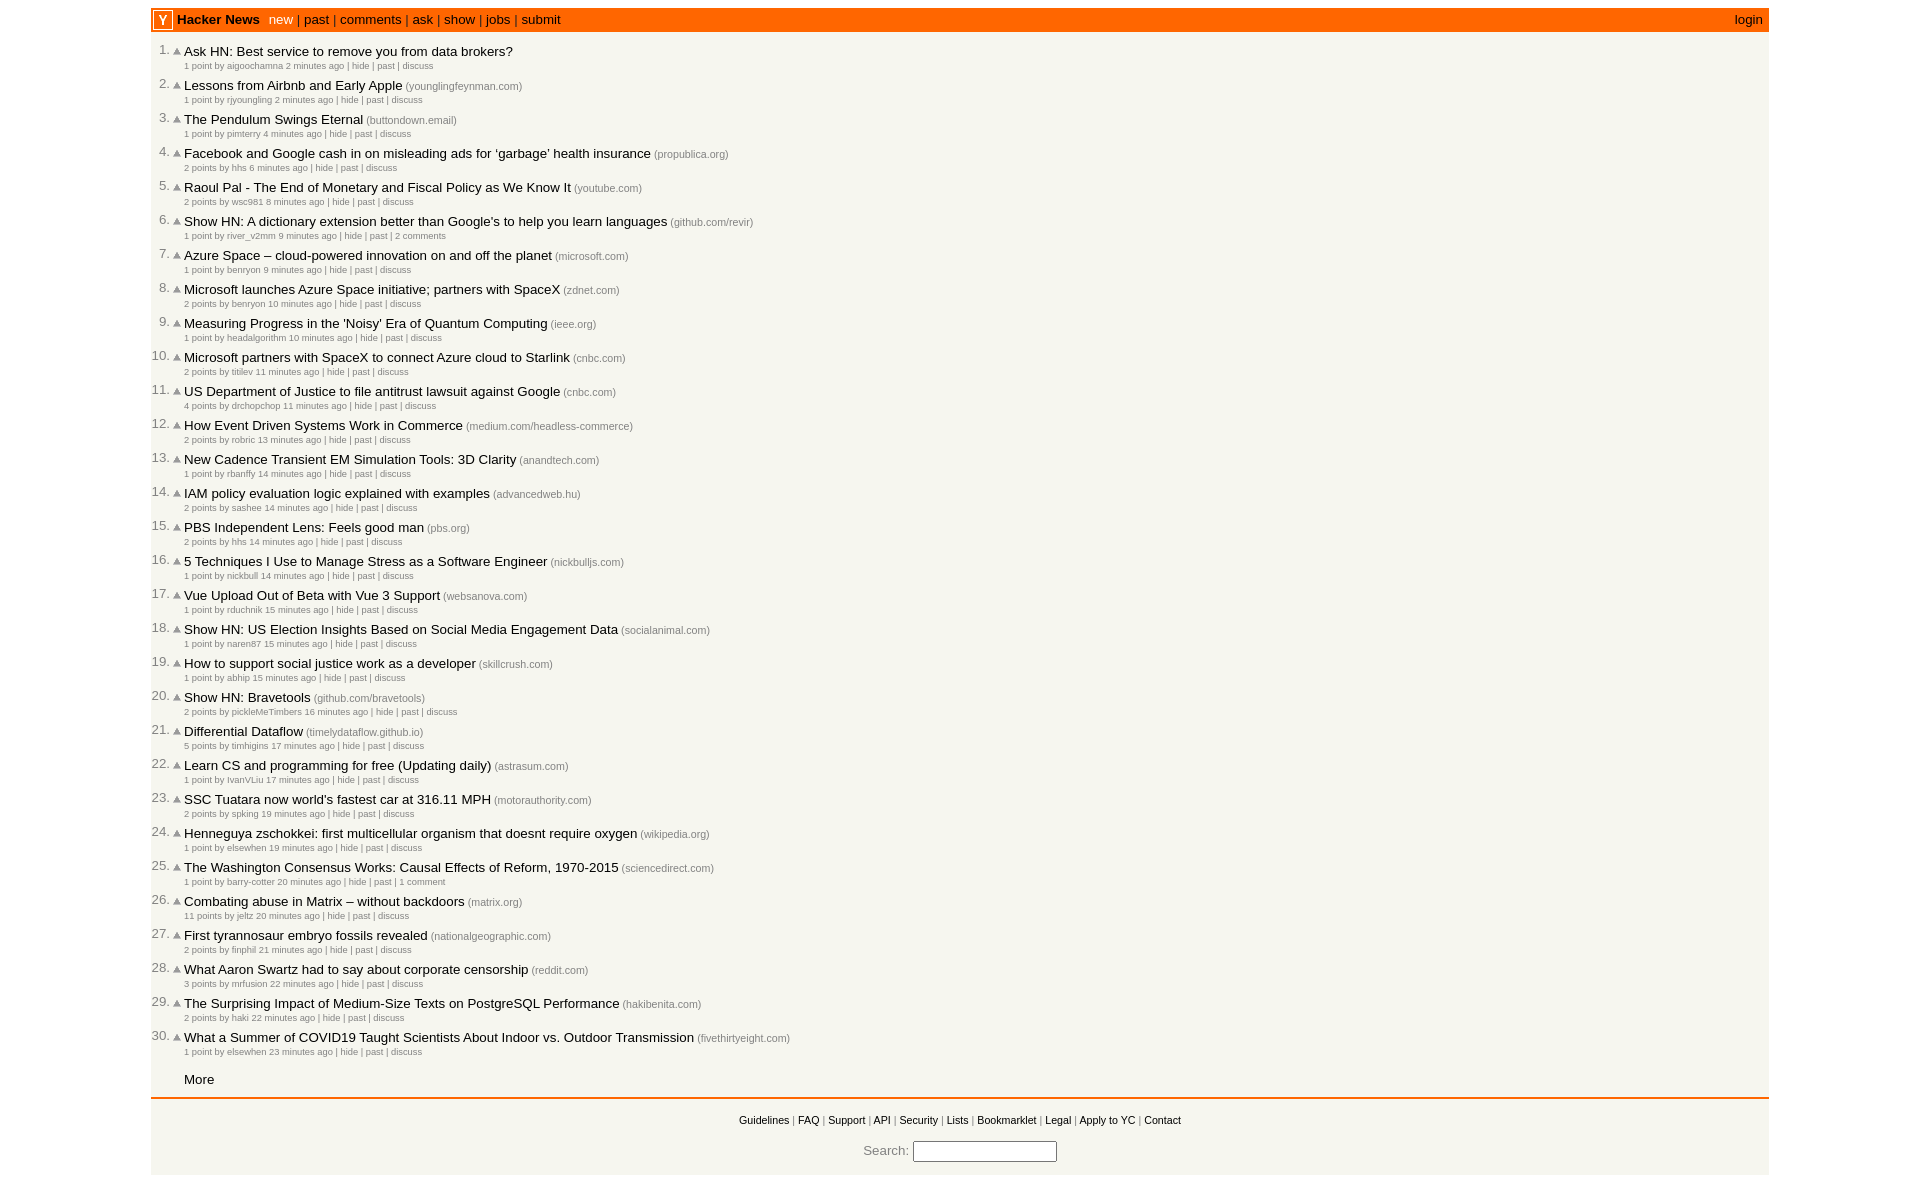 Y Hacker News new | past | comments | ask | show | jobs | submit login
1. Ask HN: Best service to remove you from data brokers?
1 point by aigoochamna 2 minutes ago | hide | past | discuss
2. Lessons from Airbnb and Early Apple (younglingfeynman.com)
1 point by rjyoungling 2 minutes ago | hide | past | discuss
3. The Pendulum Swings Eternal (buttondown.email)
1 point by pimterry 4 minutes ago | hide | past | discuss
4. Facebook and Google cash in on misleading ads for ‘garbage’ health insurance (propublica.org)
2 points by hhs 6 minutes ago | hide | past | discuss
5. Raoul Pal - The End of Monetary and Fiscal Policy as We Know It (youtube.com)
2 points by wsc981 8 minutes ago | hide | past | discuss
6. Show HN: A dictionary extension better than Google's to help you learn languages (github.com/revir)
1 point by river_v2mm 9 minutes ago | hide | past | 2 comments
7. Azure Space – cloud-powered innovation on and off the planet (microsoft.com)
1 point by benryon 9 minutes ago | hide | past | discuss
8. Microsoft launches Azure Space initiative; partners with SpaceX (zdnet.com)
2 points by benryon 10 minutes ago | hide | past | discuss
9. Measuring Progress in the 'Noisy' Era of Quantum Computing (ieee.org)
1 point by headalgorithm 10 minutes ago | hide | past | discuss
10. Microsoft partners with SpaceX to connect Azure cloud to Starlink (cnbc.com)
2 points by titilev 11 minutes ago | hide | past | discuss
11. US Department of Justice to file antitrust lawsuit against Google (cnbc.com)
4 points by drchopchop 11 minutes ago | hide | past | discuss
12. How Event Driven Systems Work in Commerce (medium.com/headless-commerce)
2 points by robric 13 minutes ago | hide | past | discuss
13. New Cadence Transient EM Simulation Tools: 3D Clarity (anandtech.com)
1 point by rbanffy 14 minutes ago | hide | past | discuss
14. IAM policy evaluation logic explained with examples (advancedweb.hu)
2 points by sashee 14 minutes ago | hide | past | discuss
15. PBS Independent Lens: Feels good man (pbs.org)
2 points by hhs 14 minutes ago | hide | past | discuss
16. 5 Techniques I Use to Manage Stress as a Software Engineer (nickbulljs.com)
1 point by nickbull 14 minutes ago | hide | past | discuss
17. Vue Upload Out of Beta with Vue 3 Support (websanova.com)
1 point by rduchnik 15 minutes ago | hide | past | discuss
18. Show HN: US Election Insights Based on Social Media Engagement Data (socialanimal.com)
1 point by naren87 15 minutes ago | hide | past | discuss
19. How to support social justice work as a developer (skillcrush.com)
1 point by abhip 15 minutes ago | hide | past | discuss
20. Show HN: Bravetools (github.com/bravetools)
2 points by pickleMeTimbers 16 minutes ago | hide | past | discuss
21. Differential Dataflow (timelydataflow.github.io)
5 points by timhigins 17 minutes ago | hide | past | discuss
22. Learn CS and programming for free (Updating daily) (astrasum.com)
1 point by IvanVLiu 17 minutes ago | hide | past | discuss
23. SSC Tuatara now world's fastest car at 316.11 MPH (motorauthority.com)
2 points by spking 19 minutes ago | hide | past | discuss
24. Henneguya zschokkei: first multicellular organism that doesnt require oxygen (wikipedia.org)
1 point by elsewhen 19 minutes ago | hide | past | discuss
25. The Washington Consensus Works: Causal Effects of Reform, 1970-2015 (sciencedirect.com)
1 point by barry-cotter 20 minutes ago | hide | past | 1 comment
26. Combating abuse in Matrix – without backdoors (matrix.org)
11 points by jeltz 20 minutes ago | hide | past | discuss
27. First tyrannosaur embryo fossils revealed (nationalgeographic.com)
2 points by finphil 21 minutes ago | hide | past | discuss
28. What Aaron Swartz had to say about corporate censorship (reddit.com)
3 points by mrfusion 22 minutes ago | hide | past | discuss
29. The Surprising Impact of Medium-Size Texts on PostgreSQL Performance (hakibenita.com)
2 points by haki 22 minutes ago | hide | past | discuss
30. What a Summer of COVID19 Taught Scientists About Indoor vs. Outdoor Transmission (fivethirtyeight.com)
1 point by elsewhen 23 minutes ago | hide | past | discuss
More
Guidelines | FAQ | Support | API | Security | Lists | Bookmarklet | Legal | Apply to YC | Contact
Search: